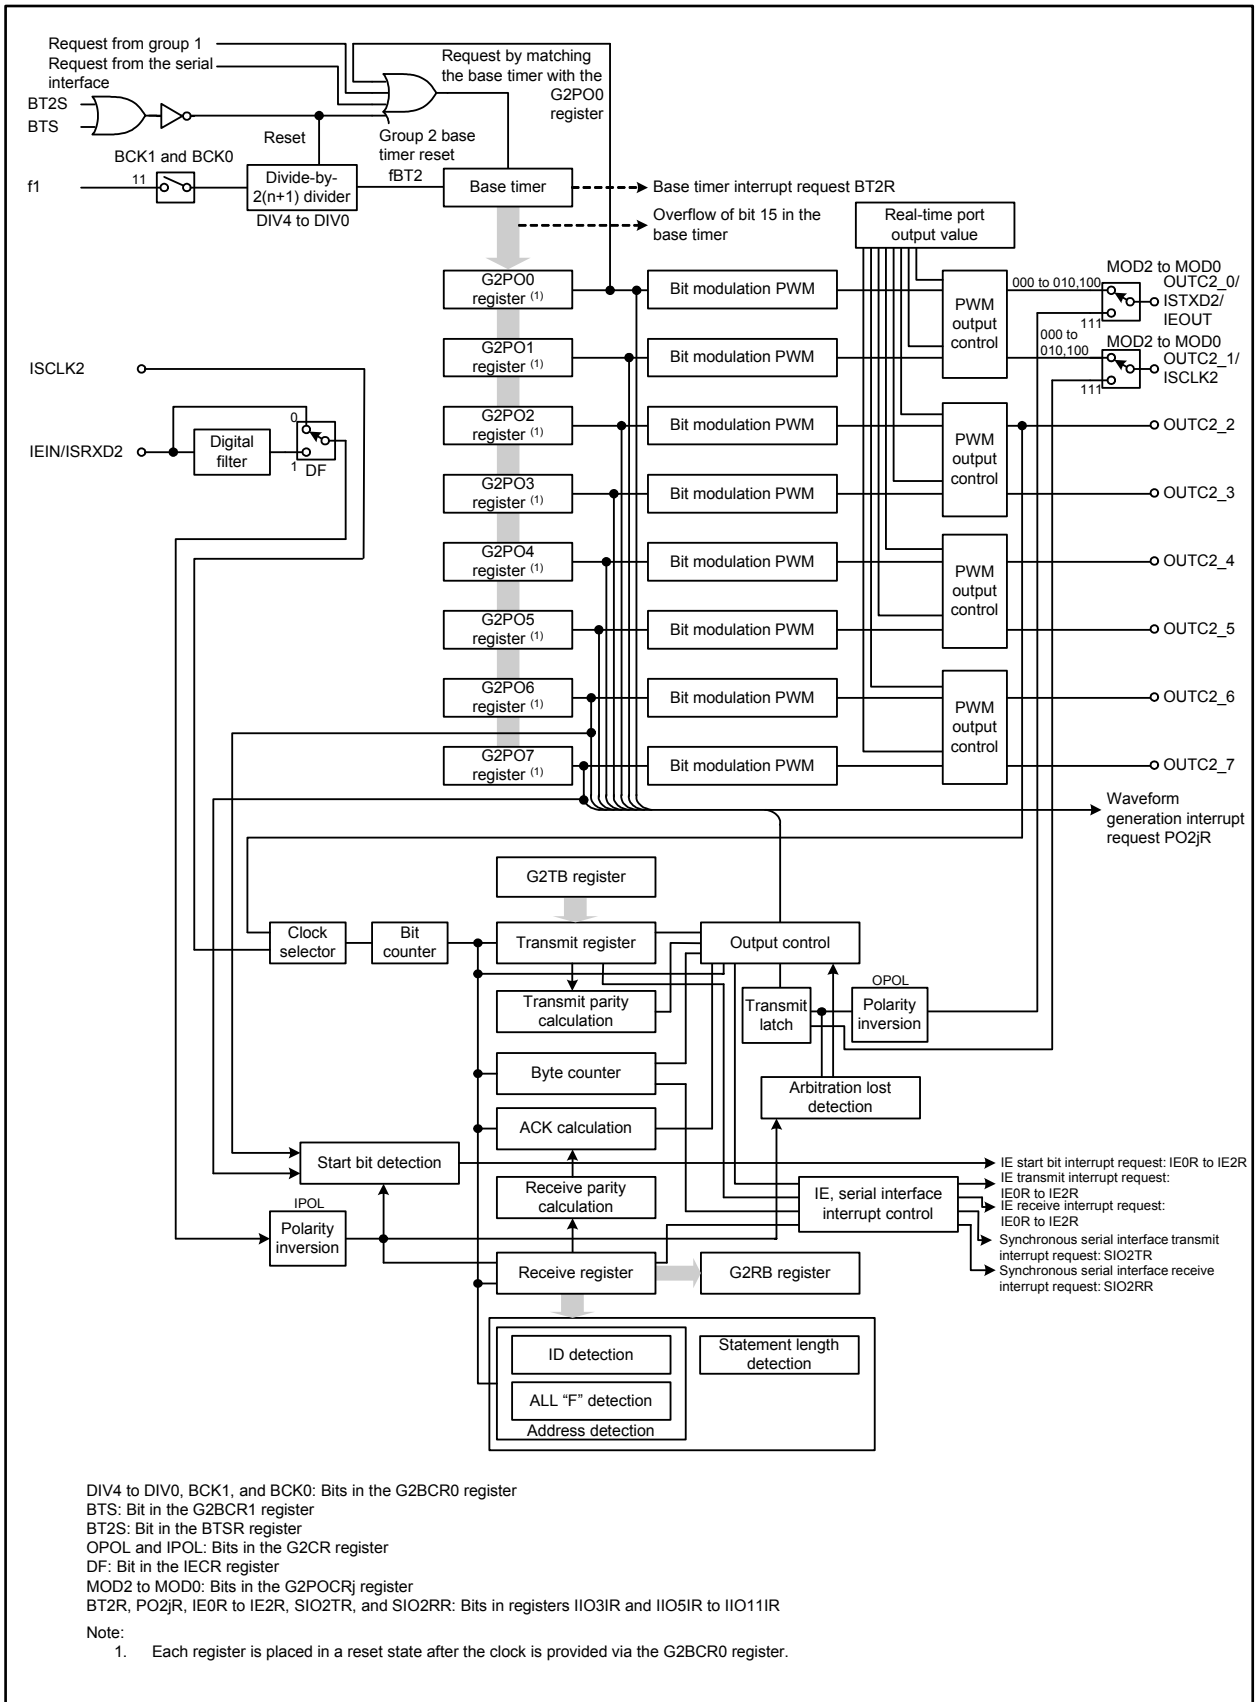 Request from group 1
Request from the serial
interface
BT2S
BTS
Request by matching
the base timer with the
G2PO0
register
Reset
Group 2 base
timer reset
BCK1 and BCK0
f1
11
Divide-by-
2(n+1) divider
DIV4 to DIV0
fBT2
Base timer
Base timer interrupt request BT2R
Overflow of bit 15 in the
base timer
Real-time port
output value
G2PO0
register (1)
Bit modulation PWM
PWM
output
control
000 to 010,100
111
MOD2 to MOD0
OUTC2_0/
ISTXD2/
IEOUT
G2PO1
register (1)
Bit modulation PWM
000 to
010,100
111
MOD2 to MOD0
OUTC2_1/
ISCLK2
ISCLK2
IEIN/ISRXD2
Digital
filter
0
1
DF
G2PO2
register (1)
Bit modulation PWM
PWM
output
control
OUTC2_2
G2PO3
register (1)
Bit modulation PWM
OUTC2_3
G2PO4
register (1)
Bit modulation PWM
PWM
output
control
OUTC2_4
G2PO5
register (1)
Bit modulation PWM
OUTC2_5
G2PO6
register (1)
Bit modulation PWM
PWM
output
control
OUTC2_6
G2PO7
register (1)
Bit modulation PWM
OUTC2_7
Waveform
generation interrupt
request PO2jR
G2TB register
Clock
selector
Bit
counter
Transmit register
Output control
Transmit parity
calculation
Transmit
latch
OPOL
Polarity
inversion
Byte counter
Arbitration lost
detection
ACK calculation
Start bit detection
Receive parity
calculation
IE, serial interface
interrupt control
IE start bit interrupt request: IE0R to IE2R
IE transmit interrupt request:
IE0R to IE2R
IE receive interrupt request:
IE0R to IE2R
Synchronous serial interface transmit
interrupt request: SIO2TR
Synchronous serial interface receive
interrupt request: SIO2RR
IPOL
Polarity
inversion
Receive register
G2RB register
ID detection
ALL “F” detection
Address detection
Statement length
detection
DIV4 to DIV0, BCK1, and BCK0: Bits in the G2BCR0 register
BTS: Bit in the G2BCR1 register
BT2S: Bit in the BTSR register
OPOL and IPOL: Bits in the G2CR register
DF: Bit in the IECR register
MOD2 to MOD0: Bits in the G2POCRj register
BT2R, PO2jR, IE0R to IE2R, SIO2TR, and SIO2RR: Bits in registers IIO3IR and IIO5IR to IIO11IR
Note:
1. Each register is placed in a reset state after the clock is provided via the G2BCR0 register.